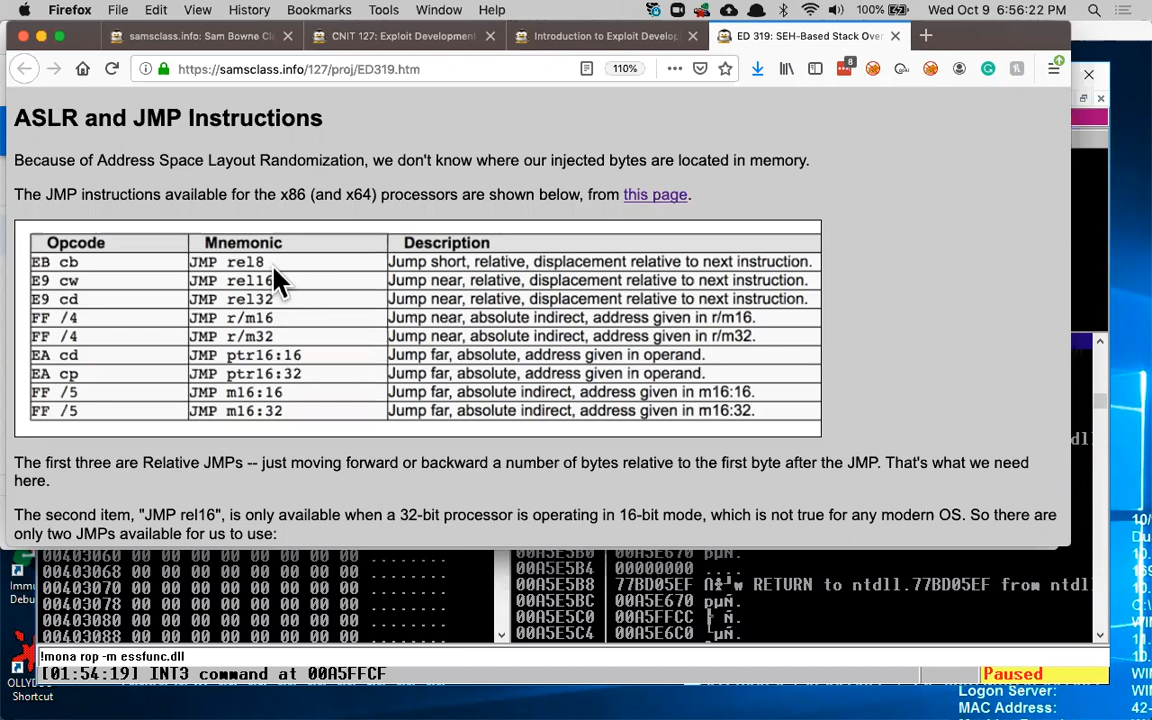 Firefox File Edit View History Bookmarks Tools Window Help 100% Wed Oct 9 6:56:22 PM
samsclass.info: Sam Bowne Cl CNIT 127: Exploit Development Introduction to Exploit Develop ED 319: SEH-Based Stack Over
https://samsclass.info/127/proj/ED319.htm 110% 8
ASLR and JMP Instructions
Because of Address Space Layout Randomization, we don't know where our injected bytes are located in memory.
The JMP instructions available for the x86 (and x64) processors are shown below, from this page.
Opcode Mnemonic Description
EB cb JMP rel8 Jump short, relative, displacement relative to next instruction.
E9 cw JMP rel16 Jump near, relative, displacement relative to next instruction.
E9 cd JMP rel32 Jump near, relative, displacement relative to next instruction.
FF /4 JMP r/m16 Jump near, absolute indirect, address given in r/m16.
FF /4 JMP r/m32 Jump near, absolute indirect, address given in r/m32.
EA cd JMP ptr16:16 Jump far, absolute, address given in operand.
EA cp JMP ptr16:32 Jump far, absolute, address given in operand.
FF /5 JMP m16:16 Jump far, absolute indirect, address given in m16:16.
FF /5 JMP m16:32 Jump far, absolute indirect, address given in m16:32.
The first three are Relative JMPs -- just moving forward or backward a number of bytes relative to the first byte after the JMP. That's what we need
here.
The second item, "JMP rel16", is only available when a 32-bit processor is operating in 16-bit mode, which is not true for any modern OS. So there are
only two JMPs available for us to use:
00403060 00 00 00 00 00 00 00 00 ........
00403068 00 00 00 00 00 00 00 00 ........
00403070 00 00 00 00 00 00 00 00 ........
00403078 00 00 00 00 00 00 00 00 ........
00403080 00 00 00 00 00 00 00 00 ........
00403088 00 00 00 00 00 00 00 00 ........
00A5E5B0 00A5E670
00A5E5B4 00000000 ....
00A5E5B8 77BD05EF RETURN to ntdll.77BD05EF from ntdl
00A5E5BC 00A5E670
00A5E5C0 00A5FFCC
00A5E5C4 00A5E6C0
Immu
Debu
OLLYDBG
Shortcut
!mona rop -m essfunc.dll
[01:54:19] INT3 command at 00A5FFCF Paused
Logon Server:
MAC Address: